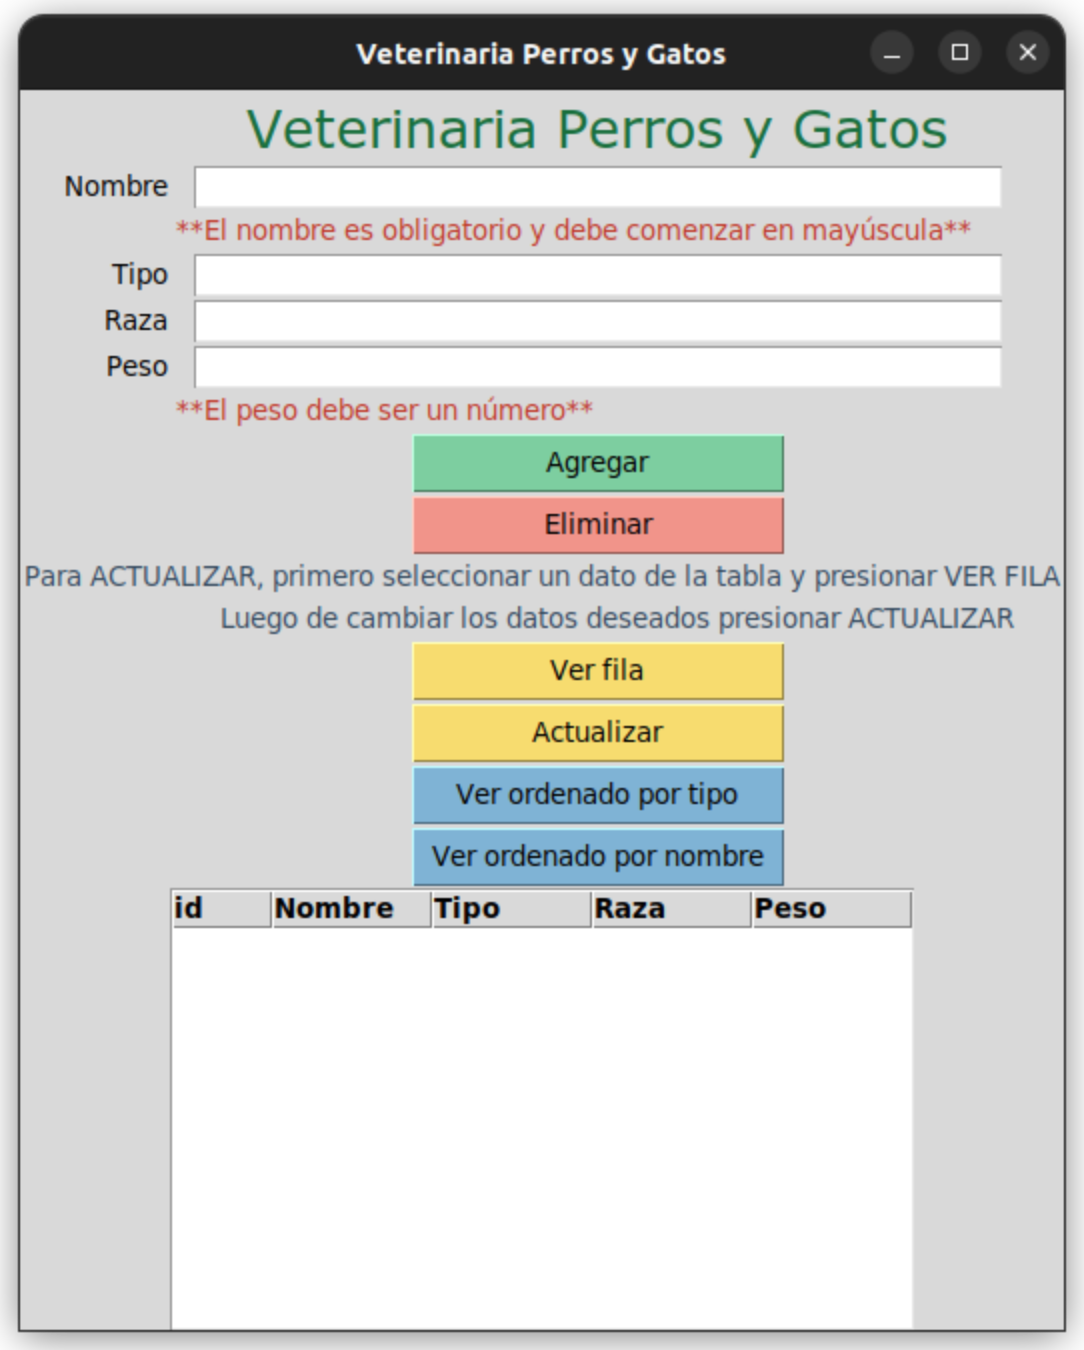 Veterinaria Perros y Gatos
Veterinaria Perros y Gatos
Nombre
**El nombre es obligatorio y debe comenzar en mayúscula**
Tipo
Raza
Peso
**El peso debe ser un número**
Agregar
Eliminar
Para ACTUALIZAR, primero seleccionar un dato de la tabla y presionar VER FILA
Luego de cambiar los datos deseados presionar ACTUALIZAR
Ver fila
Actualizar
Ver ordenado por tipo
Ver ordenado por nombre
id Nombre Tipo Raza Peso